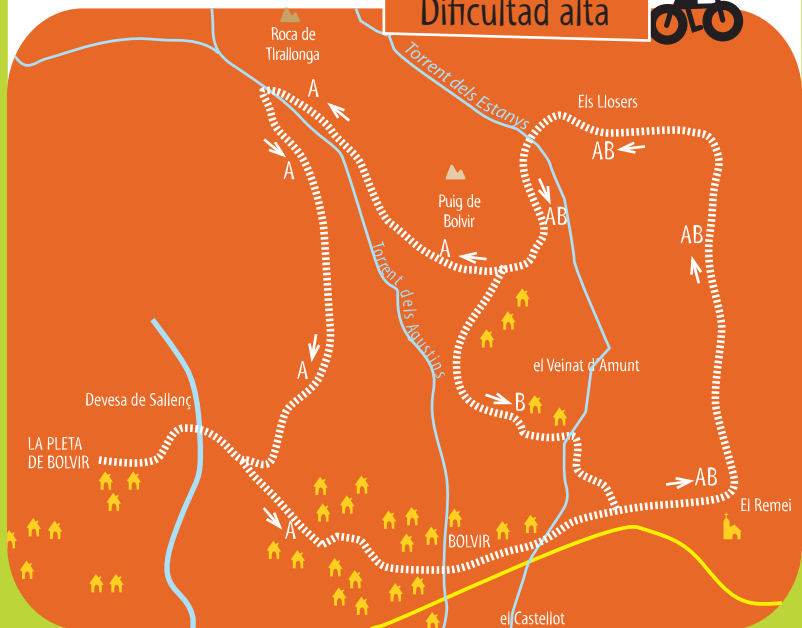 Dificultad alta
Roca de
TIrallonga
Torrent dels Estanys
Els Llosers
A
AB
A
Puig de
Bolvir
AB
AB
A
Torrent dels Agustins
A
el Veinat d'Amunt
Devesa de Sallenç
B
LA PLETA
DE BOLVIR
AB
El Remei
A
BOLVIR
el Castellot